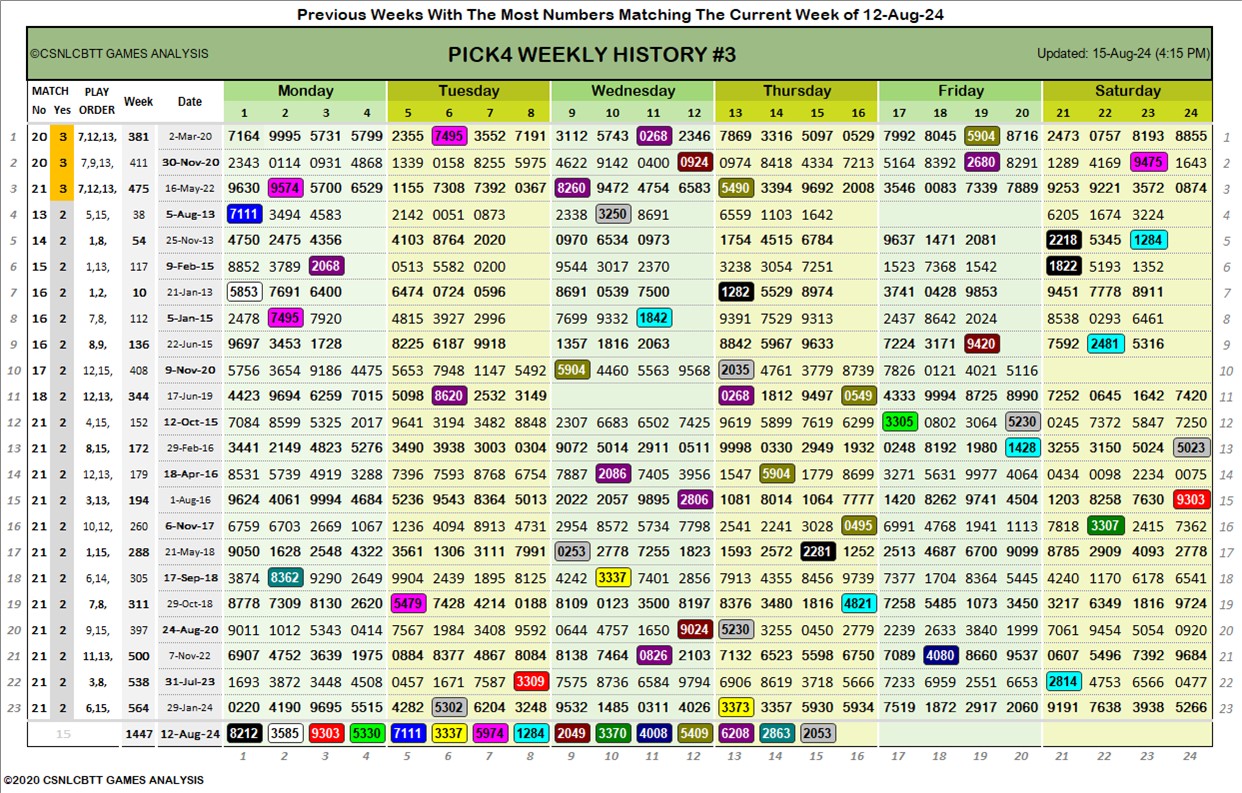 Previous Weeks With The Most Numbers Matching The Current Week of 12-Aug-24
©CSNLCBTT GAMES ANALYSIS PICK4 WEEKLY HISTORY #3 Updated: 15-Aug-24 (4:15 PM)
MATCH PLAY Week Date Monday Tuesday Wednesday Thursday Friday Saturday
No Yes ORDER 1 2 3 4 5 6 7 8 9 10 11 12 13 14 15 16 17 18 19 20 21 22 23 24
1 20 3 7,12,13, 381 2-Mar-20 7164 9995 5731 5799 2355 7495 3552 7191 3112 5743 0268 2346 7869 3316 5097 0529 7992 8045 5904 8716 2473 0757 8193 8855 1
2 20 3 7,9,13, 411 30-Nov-20 2343 0114 0931 4868 1339 0158 8255 5975 4622 9142 0400 0924 0974 8418 4334 7213 5164 8392 2680 8291 1289 4169 9475 1643 2
3 21 3 7,12,13, 475 16-May-22 9630 9574 5700 6529 1155 7308 7392 0367 8260 9472 4754 6583 5490 3394 9692 2008 3546 0083 7339 7889 9253 9221 3572 0874 3
4 13 2 5,15, 38 5-Aug-13 7111 3494 4583 2142 0051 0873 2338 3250 8691 6559 1103 1642 6205 1674 3224 4
5 14 2 1,8, 54 25-Nov-13 4750 2475 4356 4103 8764 2020 0970 6534 0973 1754 4515 6784 9637 1471 2081 2218 5345 1284 5
6 15 2 1,13, 117 9-Feb-15 8852 3789 2068 0513 5582 0200 9544 3017 2370 3238 3054 7251 1523 7368 1542 1822 5193 1352 6
7 16 2 1,2, 10 21-Jan-13 5853 7691 6400 6474 0724 0596 8691 0539 7500 1282 5529 8974 3741 0428 9853 9451 7778 8911 7
8 16 2 7,8, 112 5-Jan-15 2478 7495 7920 4815 3927 2996 7699 9332 1842 9391 7529 9313 2437 8642 2024 8538 0293 6461 8
9 16 2 8,9, 136 22-Jun-15 9697 3453 1728 8225 6187 9918 1357 1816 2063 8842 5967 9633 7224 3171 9420 7592 2481 5316 9
10 17 2 12,15, 408 9-Nov-20 5756 3654 9186 4475 5653 7948 1147 5492 5904 4460 5563 9568 2035 4761 3779 8739 7826 0121 4021 5116 10
11 18 2 12,13, 344 17-Jun-19 4423 9694 6259 7015 5098 8620 2532 3149 0268 1812 9497 0549 4333 9994 8725 8990 7252 0645 1642 7420 11
12 21 2 4,15, 152 12-Oct-15 7084 8599 5325 2017 9641 3194 3482 8848 2307 6683 6502 7425 9619 5899 7619 6299 3305 0802 3064 5230 0245 7372 5847 7250 12
13 21 2 8,15, 172 29-Feb-16 3441 2149 4823 5276 3490 3938 3003 0304 9072 5014 2911 0511 9998 0330 2949 1932 0248 8192 1980 1428 3255 3150 5024 5023 13
14 21 2 12,13, 179 18-Apr-16 8531 5739 4919 3288 7396 7593 8768 6754 7887 2086 7405 3956 1547 5904 1779 8699 3271 5631 9977 4064 0434 0098 2234 0075 14
15 21 2 3,13, 194 1-Aug-16 9624 4061 9994 4684 5236 9543 8364 5013 2022 2057 9895 2806 1081 8014 1064 7777 1420 8262 9741 4504 1203 8258 7630 9303 15
16 21 2 10,12, 260 6-Nov-17 6759 6703 2669 1067 1236 4094 8913 4731 2954 8572 5734 7798 2541 2241 3028 0495 6991 4768 1941 1113 7818 3307 2415 7362 16
17 21 2 1,15, 288 21-May-18 9050 1628 2548 4322 3561 1306 3111 7991 0253 2778 7255 1823 1593 2572 2281 1252 2513 4687 6700 9099 8785 2909 4093 2778 17
18 21 2 6,14, 305 17-Sep-18 3874 8362 9290 2649 9904 2439 1895 8125 4242 3337 7401 2856 7913 4355 8456 9739 7377 1704 8364 5445 4240 1170 6178 6541 18
19 21 2 7,8, 311 29-Oct-18 8778 7309 8130 2620 5479 7428 4214 0188 8109 0123 3500 8197 8376 3480 1816 4821 7258 5485 1073 3450 3217 6349 1816 9724 19
20 21 2 9,15, 397 24-Aug-20 9011 1012 5343 0414 7567 1984 3408 9592 0644 4757 1650 9024 5230 3255 0450 2779 2239 2633 3840 1999 7061 9454 5054 0920 20
21 21 2 11,13, 500 7-Nov-22 6907 4752 3639 1975 0884 8377 4867 8084 8138 7464 0826 2103 7132 6523 5598 6750 7089 4080 8660 9537 0607 5496 7392 9684 21
22 21 2 3,8, 538 31-Jul-23 1693 3872 3448 4508 0457 1671 7587 3309 7575 8736 6584 9794 6906 8619 3718 5666 7233 6959 2551 6653 2814 4753 6566 0477 22
23 21 2 6,15, 564 29-Jan-24 0220 4190 9695 5515 4282 5302 6204 3248 9532 1485 0311 4026 3373 3357 5930 5934 7519 1872 2917 2060 9191 7638 3938 5266 23
15 1447 12-Aug-24 8212 3585 9303 5330 7111 3337 5974 1284 2049 3370 4008 5409 6208 2863 2053
1 2 3 4 5 6 7 8 9 10 11 12 13 14 15 16 17 18 19 20 21 22 23 24
©2020 CSNLCBTT GAMES ANALYSIS